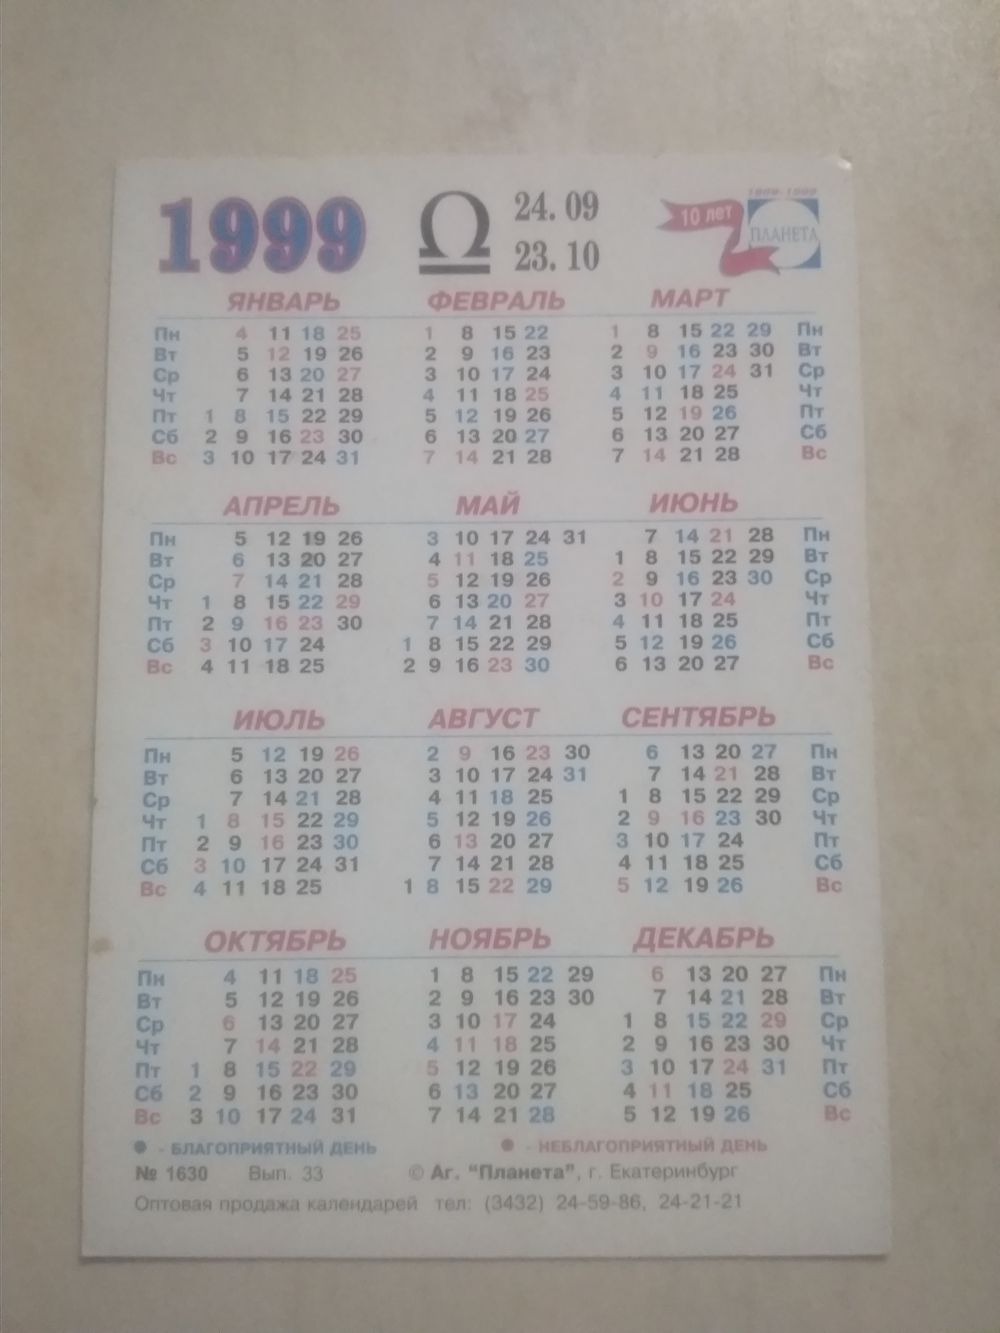 1999 Ω 24.09 10 лет 1989-1999
23.10 ПЛАНЕТА
ЯНВАРЬ ФЕВРАЛЬ МАРТ
Пн 4 11 18 25 1 8 15 22 1 8 15 22 29 Пн
Вт 5 12 19 26 2 9 16 23 2 9 16 23 30 Вт
Ср 6 13 20 27 3 10 17 24 3 10 17 24 31 Ср
Чт 7 14 21 28 4 11 18 25 4 11 18 25 Чт
Пт 1 8 15 22 29 5 12 19 26 5 12 19 26 Пт
Сб 2 9 16 23 30 6 13 20 27 6 13 20 27 Сб
Вс 3 10 17 24 31 7 14 21 28 7 14 21 28 Вс
АПРЕЛЬ МАЙ ИЮНЬ
Пн 5 12 19 26 3 10 17 24 31 7 14 21 28 Пн
Вт 6 13 20 27 4 11 18 25 1 8 15 22 29 Вт
Ср 7 14 21 28 5 12 19 26 2 9 16 23 30 Ср
Чт 1 8 15 22 29 6 13 20 27 3 10 17 24 Чт
Пт 2 9 16 23 30 7 14 21 28 4 11 18 25 Пт
Сб 3 10 17 24 1 8 15 22 29 5 12 19 26 Сб
Вс 4 11 18 25 2 9 16 23 30 6 13 20 27 Вс
ИЮЛЬ АВГУСТ СЕНТЯБРЬ
Пн 5 12 19 26 2 9 16 23 30 6 13 20 27 Пн
Вт 6 13 20 27 3 10 17 24 31 7 14 21 28 Вт
Ср 7 14 21 28 4 11 18 25 1 8 15 22 29 Ср
Чт 1 8 15 22 29 5 12 19 26 2 9 16 23 30 Чт
Пт 2 9 16 23 30 6 13 20 27 3 10 17 24 Пт
Сб 3 10 17 24 31 7 14 21 28 4 11 18 25 Сб
Вс 4 11 18 25 1 8 15 22 29 5 12 19 26 Вс
ОКТЯБРЬ НОЯБРЬ ДЕКАБРЬ
Пн 4 11 18 25 1 8 15 22 29 6 13 20 27 Пн
Вт 5 12 19 26 2 9 16 23 30 7 14 21 28 Вт
Ср 6 13 20 27 3 10 17 24 1 8 15 22 29 Ср
Чт 7 14 21 28 4 11 18 25 2 9 16 23 30 Чт
Пт 1 8 15 22 29 5 12 19 26 3 10 17 24 31 Пт
Сб 2 9 16 23 30 6 13 20 27 4 11 18 25 Сб
Вс 3 10 17 24 31 7 14 21 28 5 12 19 26 Вс
● - БЛАГОПРИЯТНЫЙ ДЕНЬ ● - НЕБЛАГОПРИЯТНЫЙ ДЕНЬ
№ 1630 Вып. 33 © Аг. "Планета", г. Екатеринбург
Оптовая продажа календарей тел: (3432) 24-59-86, 24-21-21